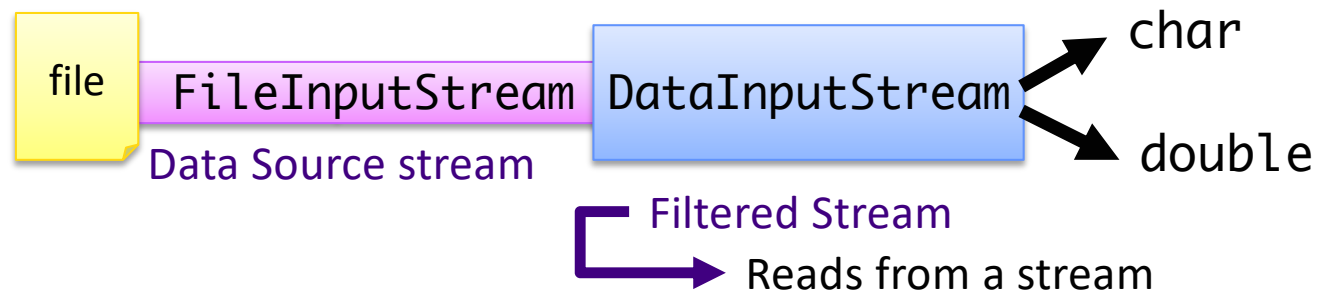 char
file
FileInputStream
DataInputStream
double
Data Source stream
Filtered Stream
Reads from a stream